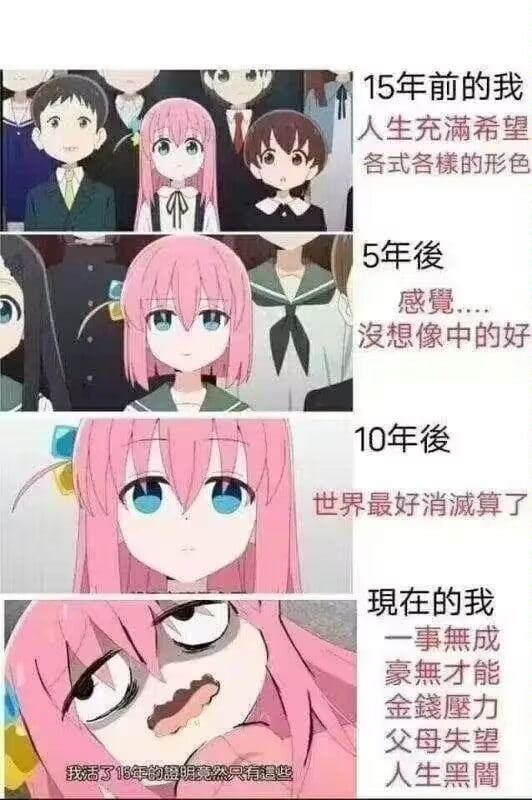 15年前的我
人生充滿希望
各式各樣的形色
5年後
感覺....
沒想像中的好
10年後
世界最好消滅算了
現在的我
一事無成
豪無才能
金錢壓力
父母失望
人生黑闇
我活了15年的證明竟然只有這些